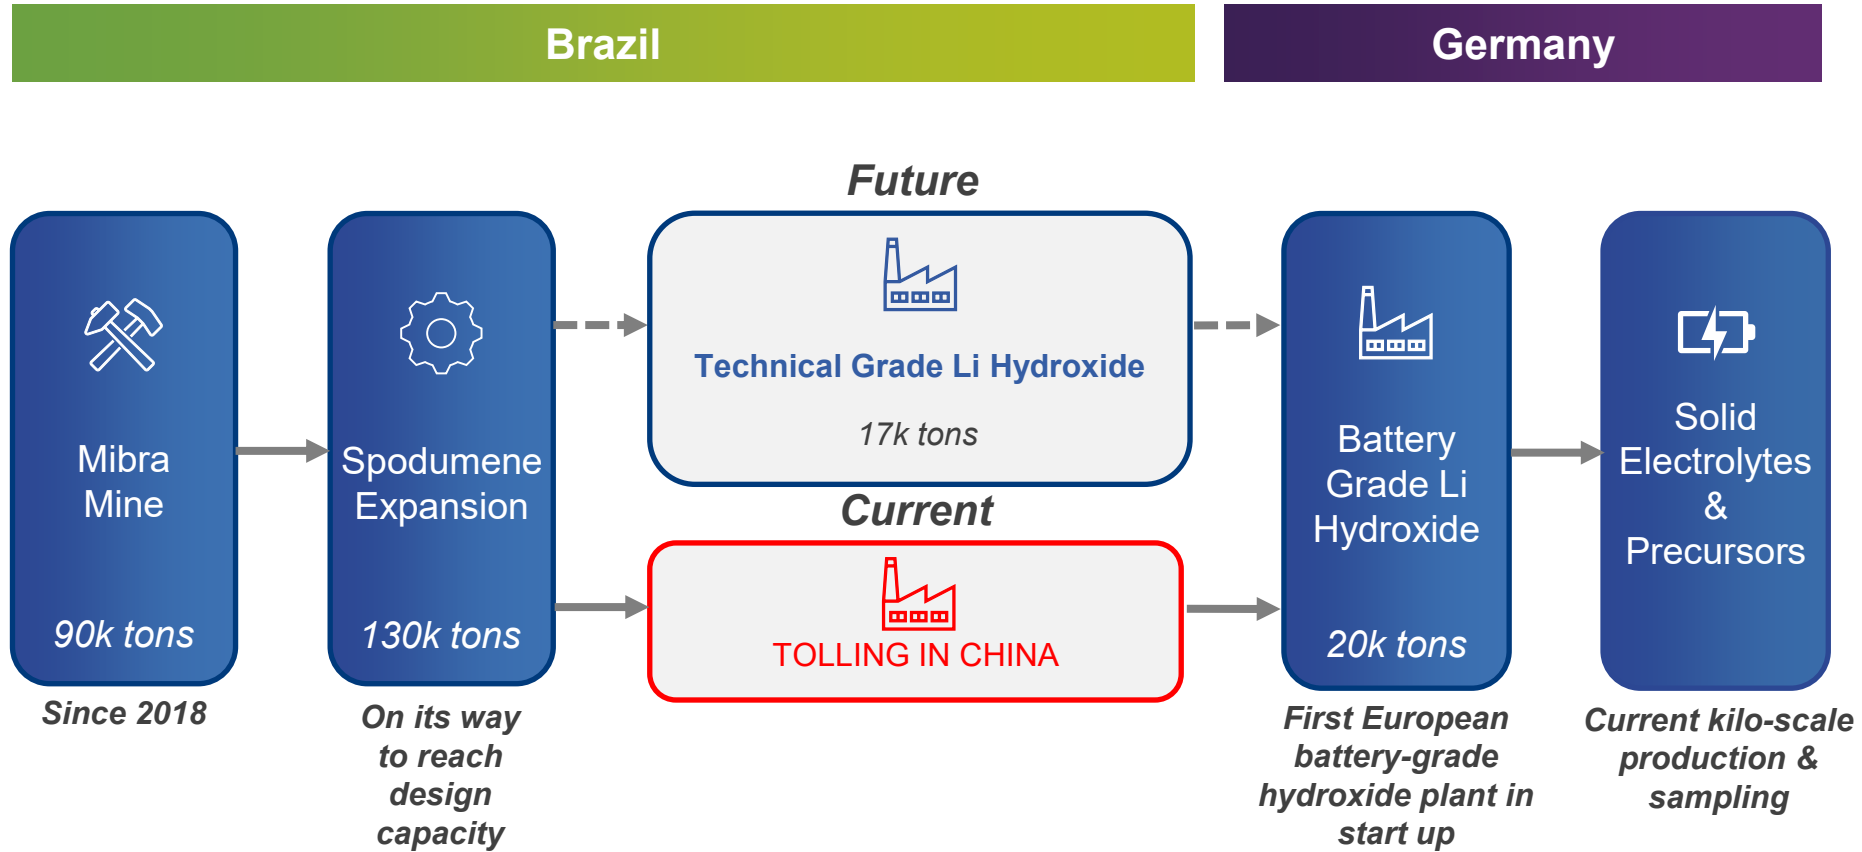 Brazil
Germany
Mibra
Mine
90k tons
Since 2018
Spodumene
Expansion
130k tons
On its way
to reach
design
capacity
Future
Technical Grade Li Hydroxide
17k tons
Current
TOLLING IN CHINA
Battery
Grade Li
Hydroxide
20k tons
First European
battery-grade
hydroxide plant in
start up
Solid
Electrolytes
&
Precursors
Current kilo-scale
production &
sampling